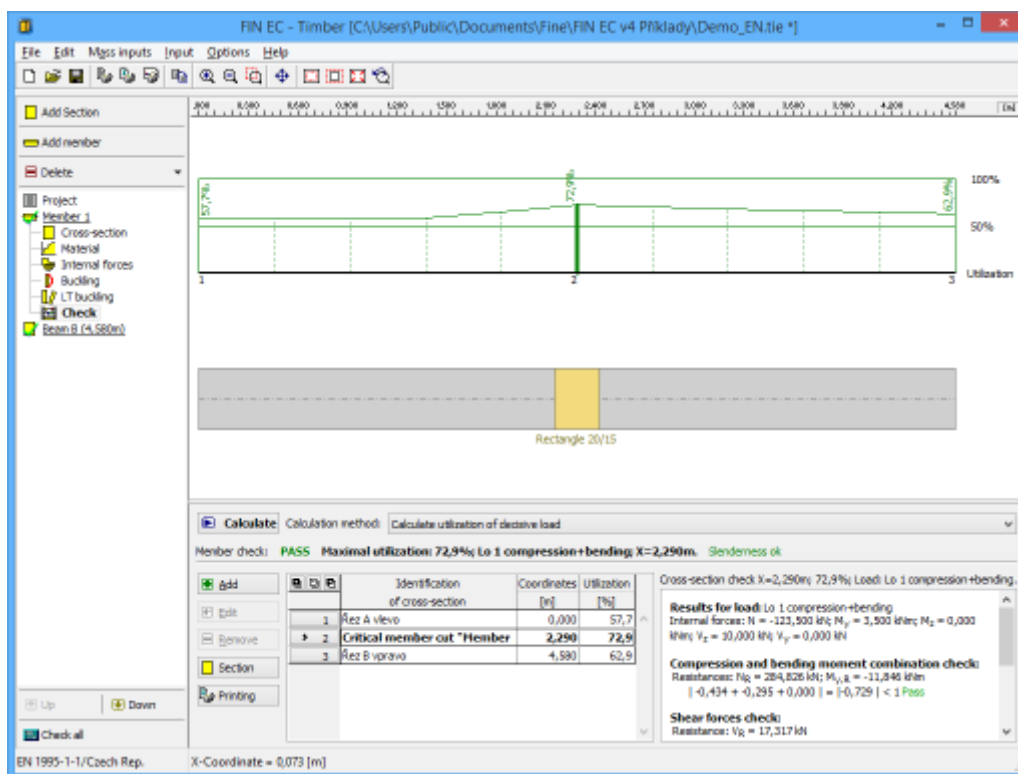 FIN EC - Timber [C:\Users\Public\Documents\Fine\FIN EC v4 Příklady\Demo_EN.tie *]
File Edit Mass inputs Input Options Help
Add Section
Add member
Delete
Project
Member 1
Cross-section
Material
Internal forces
Buckling
LT buckling
Check
Beam B (4,580m)
[m]
57,7%
72,9%
62,9%
100%
50%
Utilization
1 2 3
Rectangle 20/15
Calculate Calculation method: Calculate utilization of decisive load
Member check: PASS Maximal utilization: 72,9%; Lo 1 compression+bending; X=2,290m. Slenderness ok
Add
Edit
Remove
Section
Printing
Identification Coordinates Utilization
of cross-section [m] [%]
1 Řez A vlevo 0,000 57,7
2 Critical member cut "Member 2,290 72,9
3 Řez B vpravo 4,580 62,9
Cross-section check X=2,290m; 72,9%; Load: Lo 1 compression+bending.
Results for load: Lo 1 compression+bending
Internal forces: N = -123,500 kN; My = 3,500 kNm; Mz = 0,000
kNm; Vz = 10,000 kN; Vy = 0,000 kN
Compression and bending moment combination check:
Resistances: NR = 284,826 kN; My,R = -11,846 kNm
|| -0,434 + -0,295 + 0,000 | = |-0,729 | < 1 Pass
Shear forces check:
Resistance: VR = 17,317 kN
Up Down
Check all
EN 1995-1-1/Czech Rep. X-Coordinate = 0,073 [m]